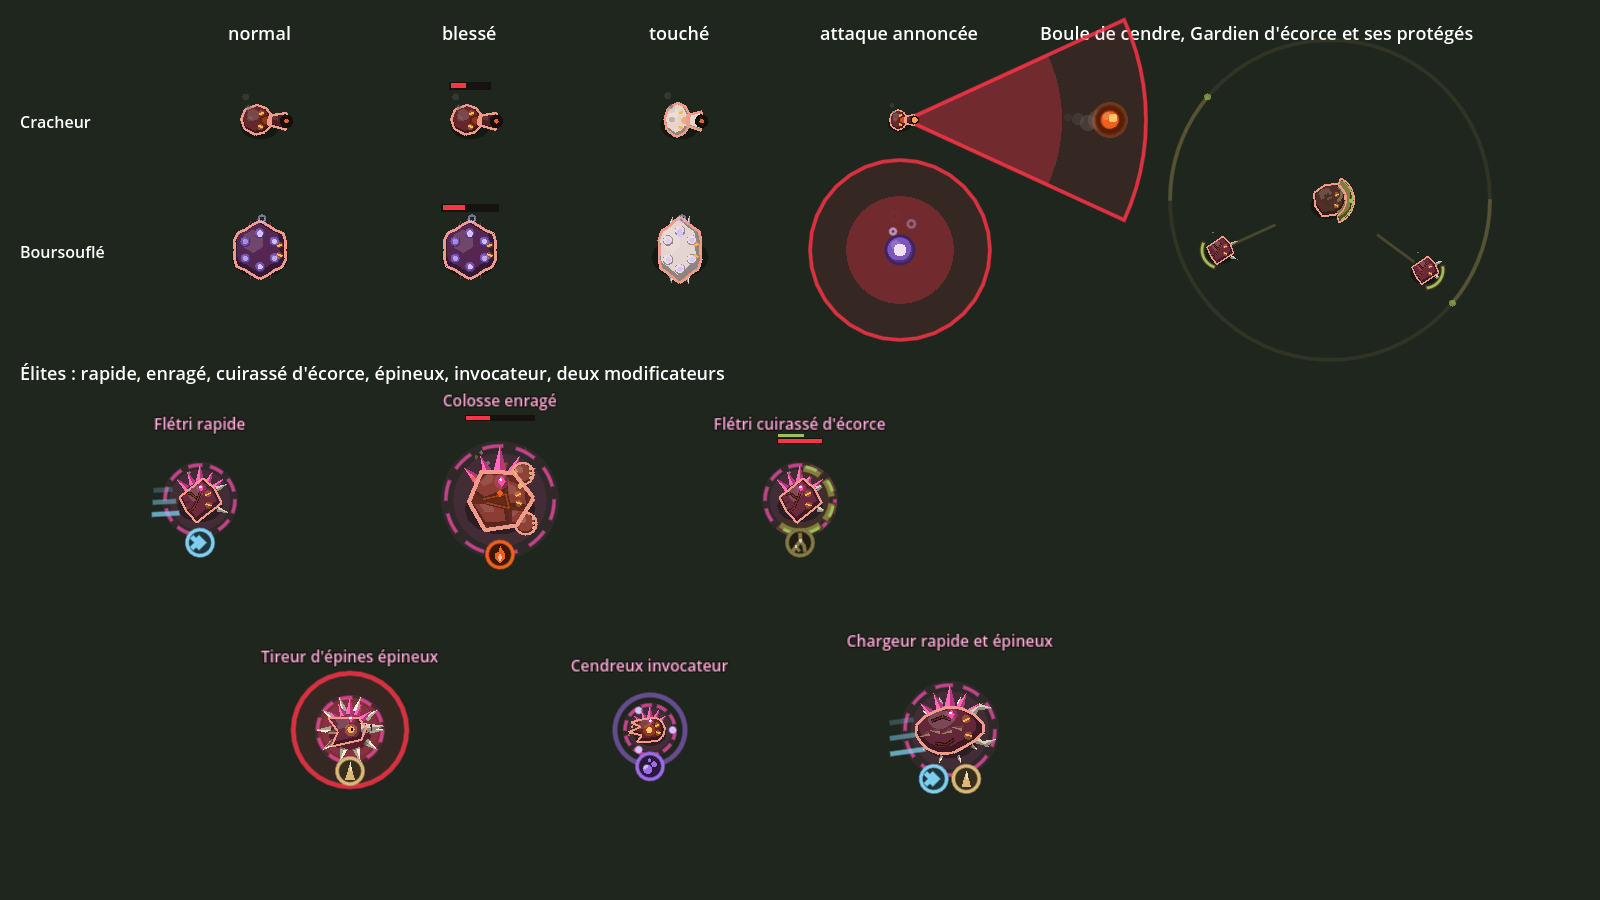 normal
blessé
touché
attaque annoncée
Boule de cendre, Gardien d'écorce et ses protégés
Cracheur
Boursouflé
Élites : rapide, enragé, cuirassé d'écorce, épineux, invocateur, deux modificateurs
Flétri rapide
Colosse enragé
Flétri cuirassé d'écorce
Tireur d'épines épineux
Cendreux invocateur
Chargeur rapide et épineux